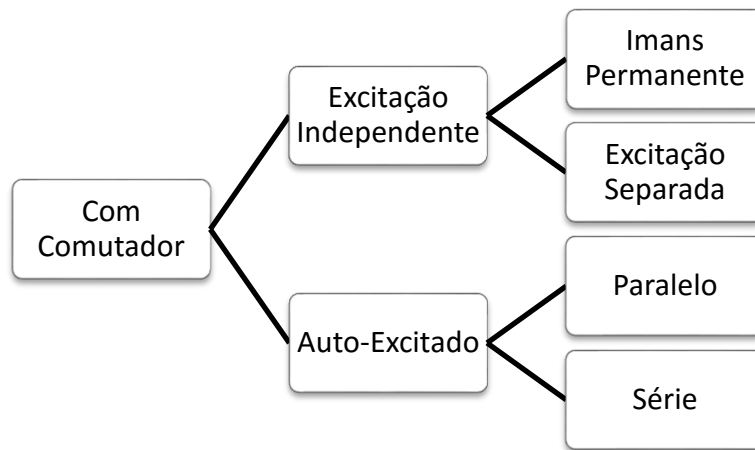 Com
Comutador
Excitação
Independente
Imans
Permanente
Excitação
Separada
Auto-Excitado
Paralelo
Série